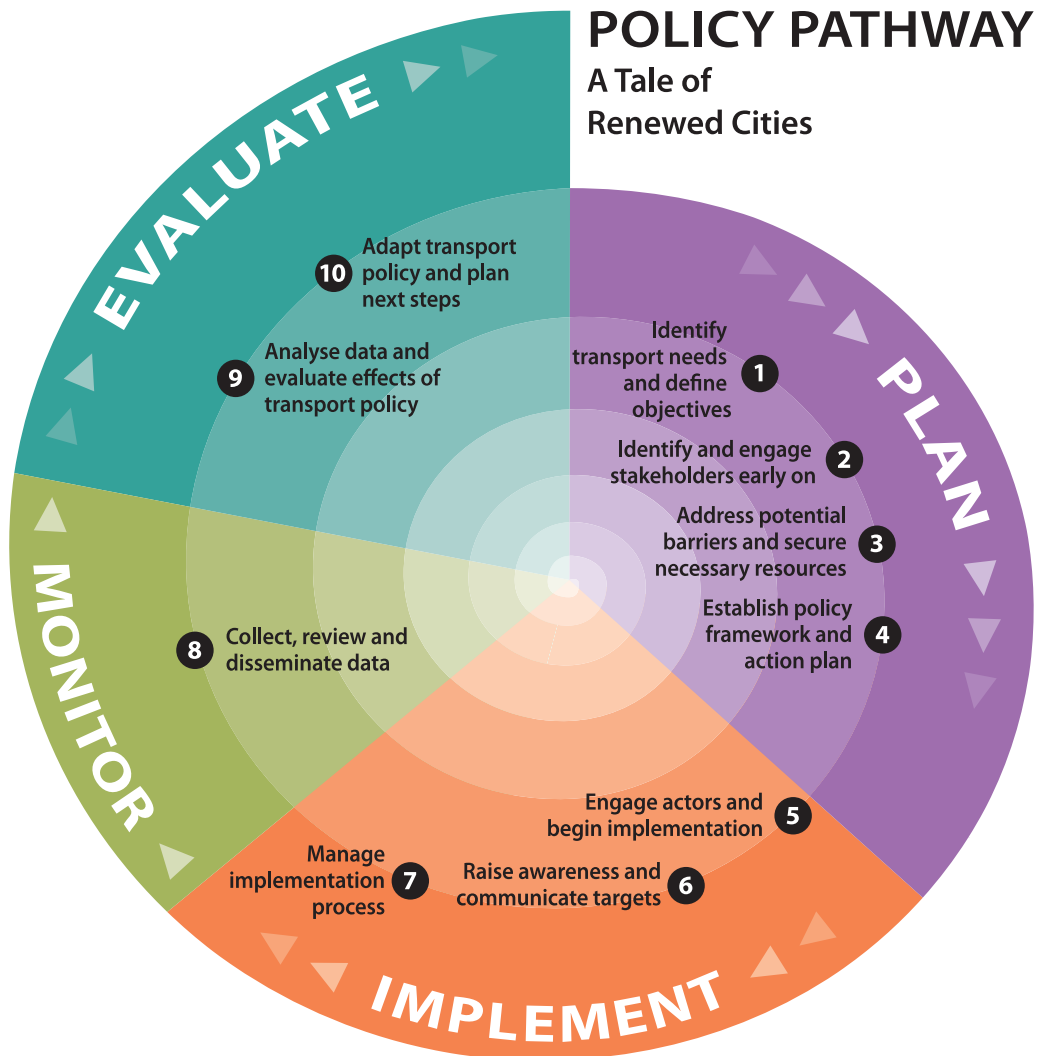 POLICY PATHWAY
A Tale of
Renewed Cities
PLAN
Identify
transport needs
and define
objectives
1
Identify and engage
stakeholders early on
2
Address potential
barriers and secure
necessary resources
3
Establish policy
framework and
action plan
4
IMPLEMENT
Engage actors and
begin implementation
5
Raise awareness and
communicate targets
6
Manage
implementation
process
7
MONITOR
8
Collect, review and
disseminate data
EVALUATE
9
Analyse data and
evaluate effects of
transport policy
10
Adapt transport
policy and plan
next steps